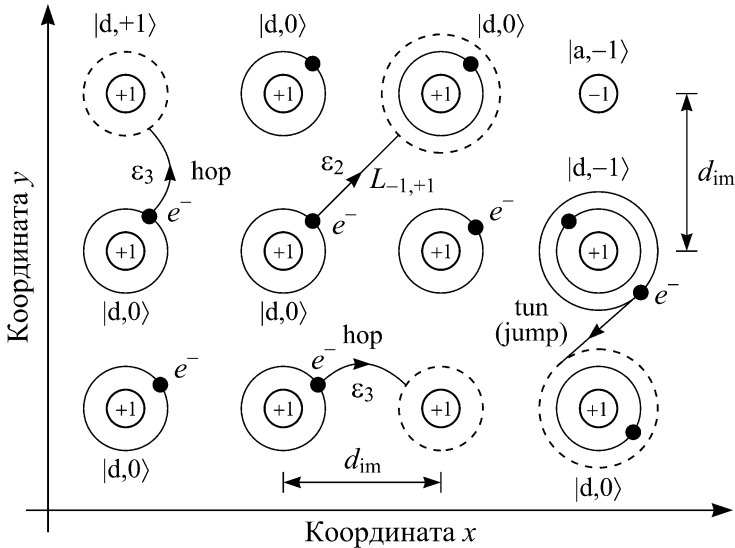 |d,+1⟩ |d,0⟩ |d,0⟩ |a,−1⟩
+1 +1 +1 −1
ε₃ hop ε₂ L₋₁,₊₁ |d,−1⟩ dᵢₘ
e⁻ e⁻ e⁻
+1 +1 +1 +1
e⁻
|d,0⟩ |d,0⟩
tun
(jump)
hop
e⁻ e⁻
ε₃
+1 +1 +1 +1
|d,0⟩ dᵢₘ |d,0⟩
Координата x
Координата y